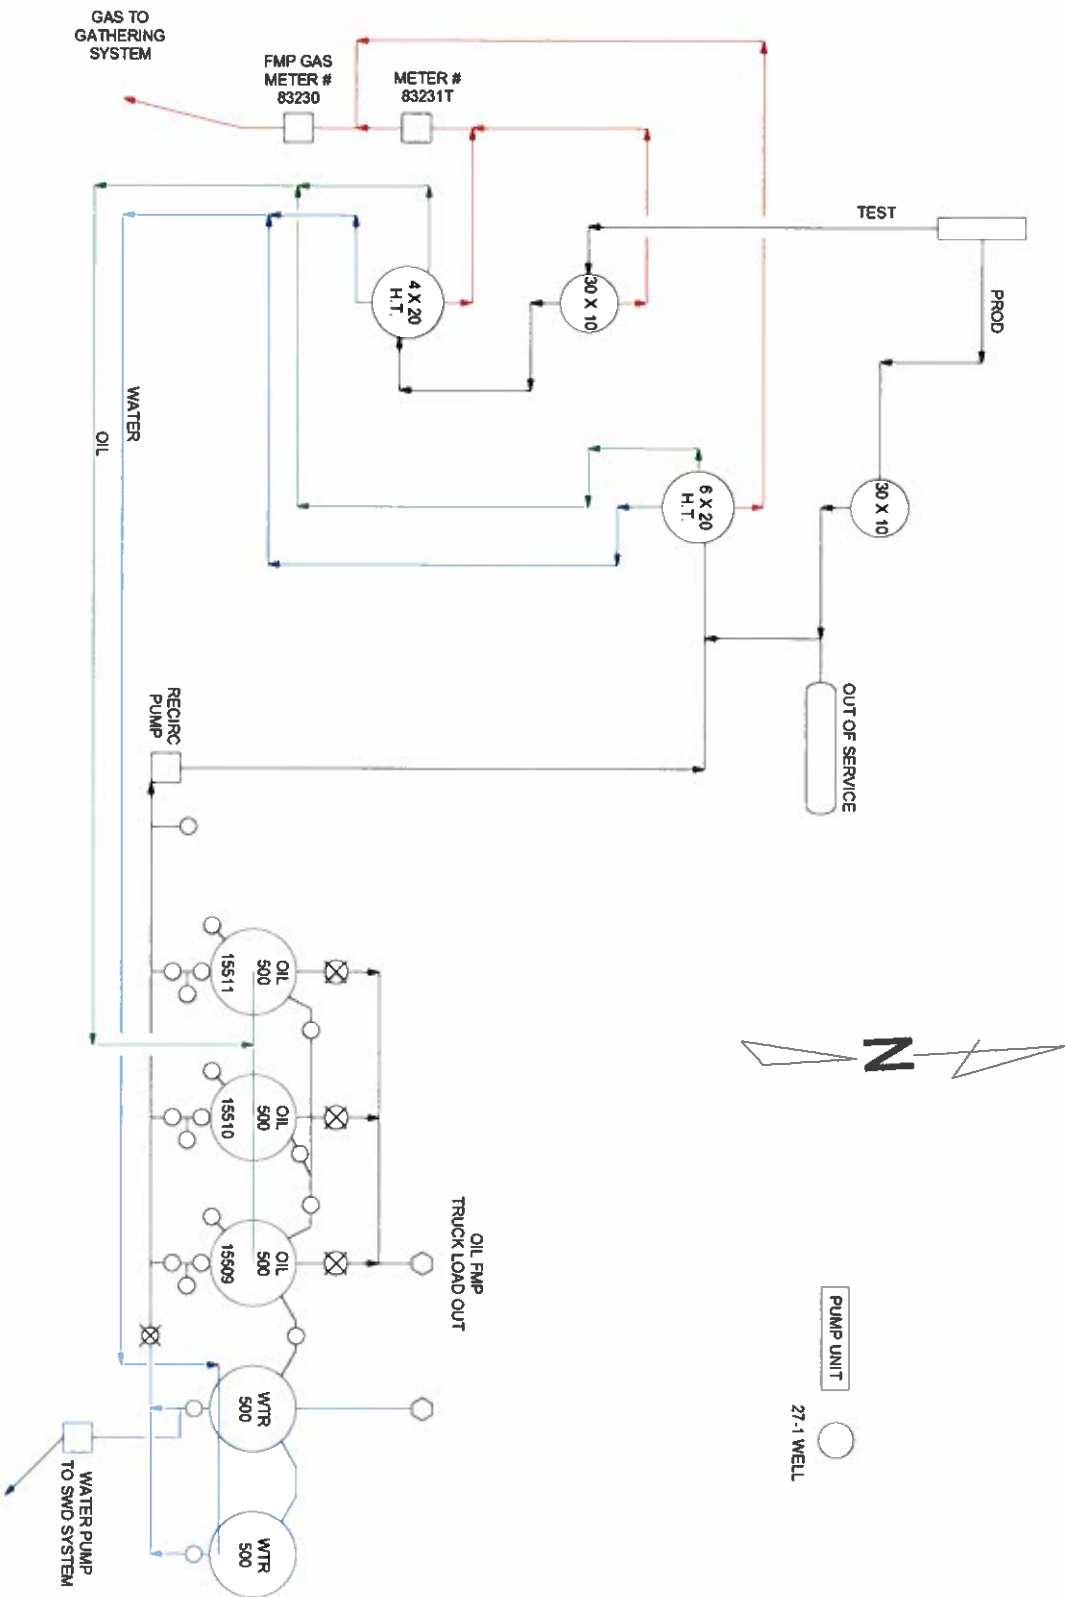 GAS TO
GATHERING
SYSTEM
FMP GAS
METER #
83230
METER #
83231T
TEST
PROD
30 X 10
4 X 20
H.T.
30 X 10
6 X 20
H.T.
WATER
OIL
OUT OF SERVICE
RECIRC
PUMP
OIL
500
15511
N
OIL
500
15510
OIL
500
15509
OIL FMP
TRUCK LOAD OUT
PUMP UNIT
27-1 WELL
WTR
500
WATER PUMP
TO SWD SYSTEM
WTR
500